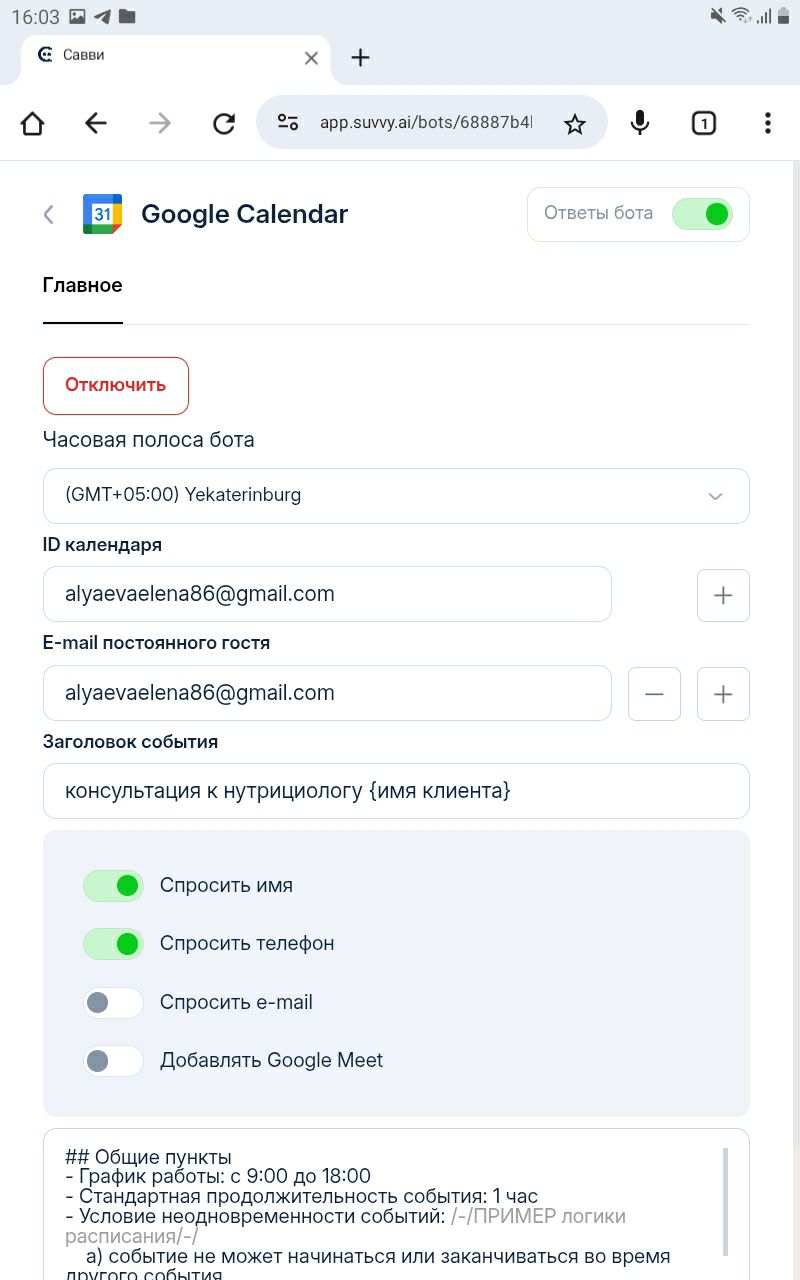 16:03
Савви
app.suvvy.ai/bots/68887b4
1
31 Google Calendar
Ответы бота
Главное
Отключить
Часовая полоса бота
(GMT+05:00) Yekaterinburg
ID календаря
alyaevaelena86@gmail.com
E-mail постоянного гостя
alyaevaelena86@gmail.com
Заголовок события
консультация к нутрициологу {имя клиента}
Спросить имя
Спросить телефон
Спросить e-mail
Добавлять Google Meet
## Общие пункты
- График работы: с 9:00 до 18:00
- Стандартная продолжительность события: 1 час
- Условие неодновременности событий: /-/ПРИМЕР логики
расписания/-/
а) событие не может начинаться или заканчиваться во время
другого события